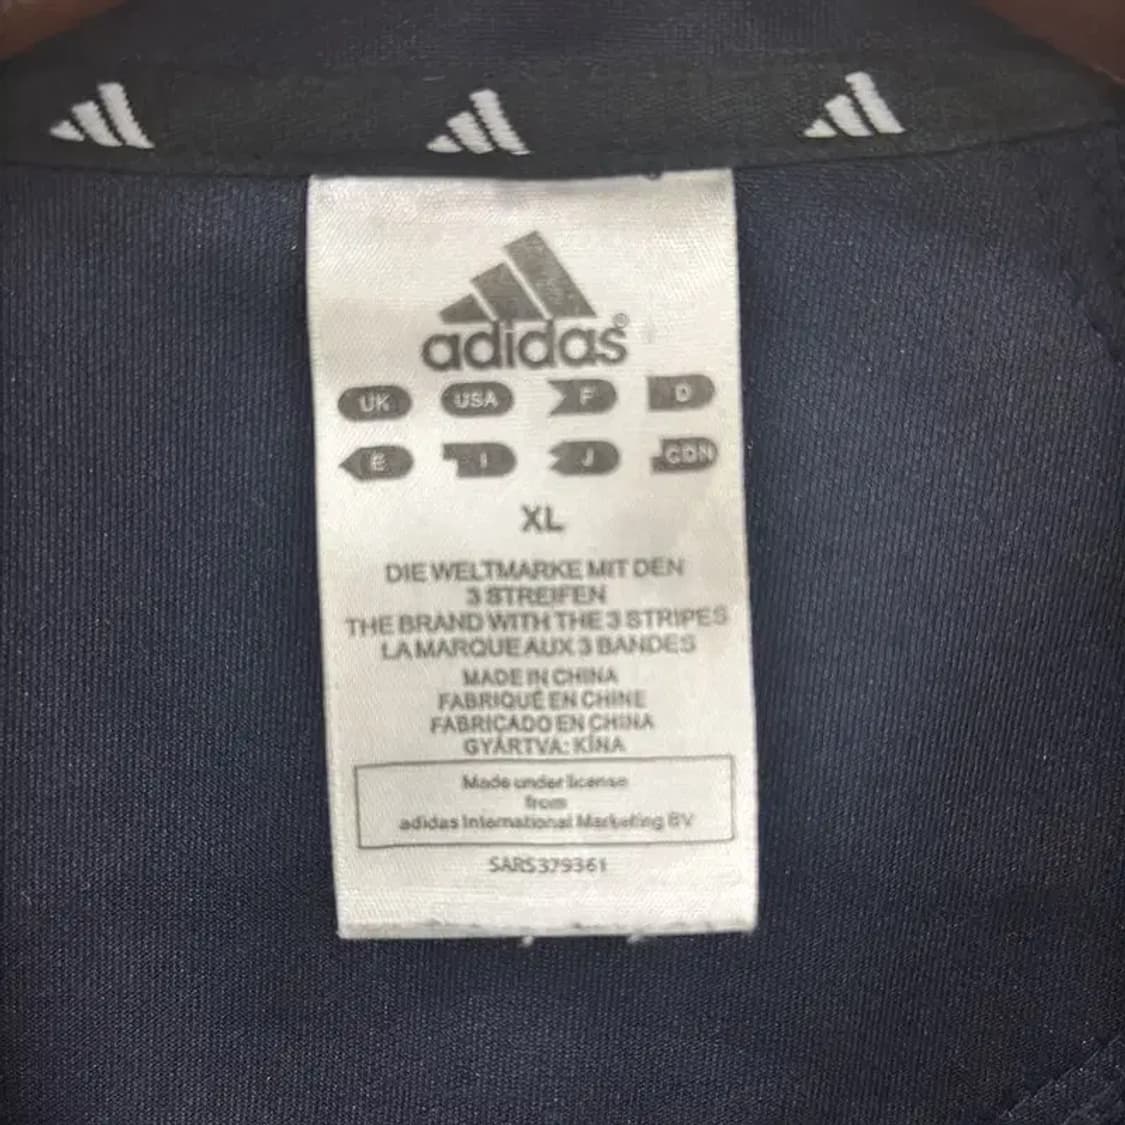 adidas®
UK USA F D
E I J CDN
XL
DIE WELTMARKE MIT DEN
3 STREIFEN
THE BRAND WITH THE 3 STRIPES
LA MARQUE AUX 3 BANDES
MADE IN CHINA
FABRIQUÉ EN CHINE
FABRICADO EN CHINA
GYÁRTVA: KÍNA
Made under license
from
adidas International Marketing BV
SARS379361